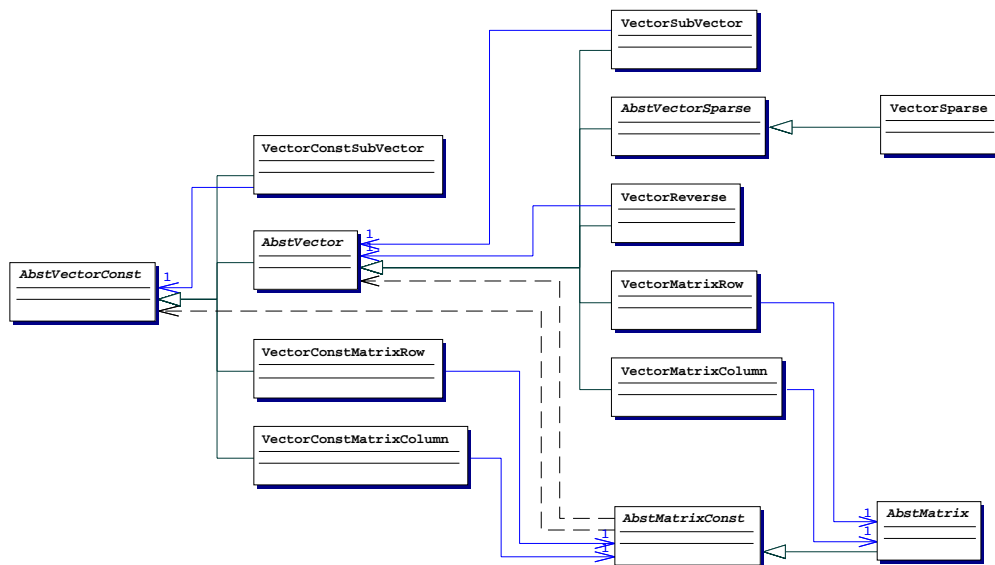 VectorSubVector
AbstVectorSparse
VectorSparse
VectorConstSubVector
VectorReverse
1
AbstVector
1
AbstVectorConst
1
VectorMatrixRow
VectorConstMatrixRow
VectorMatrixColumn
VectorConstMatrixColumn
AbstMatrixConst
1
AbstMatrix
1
1
1